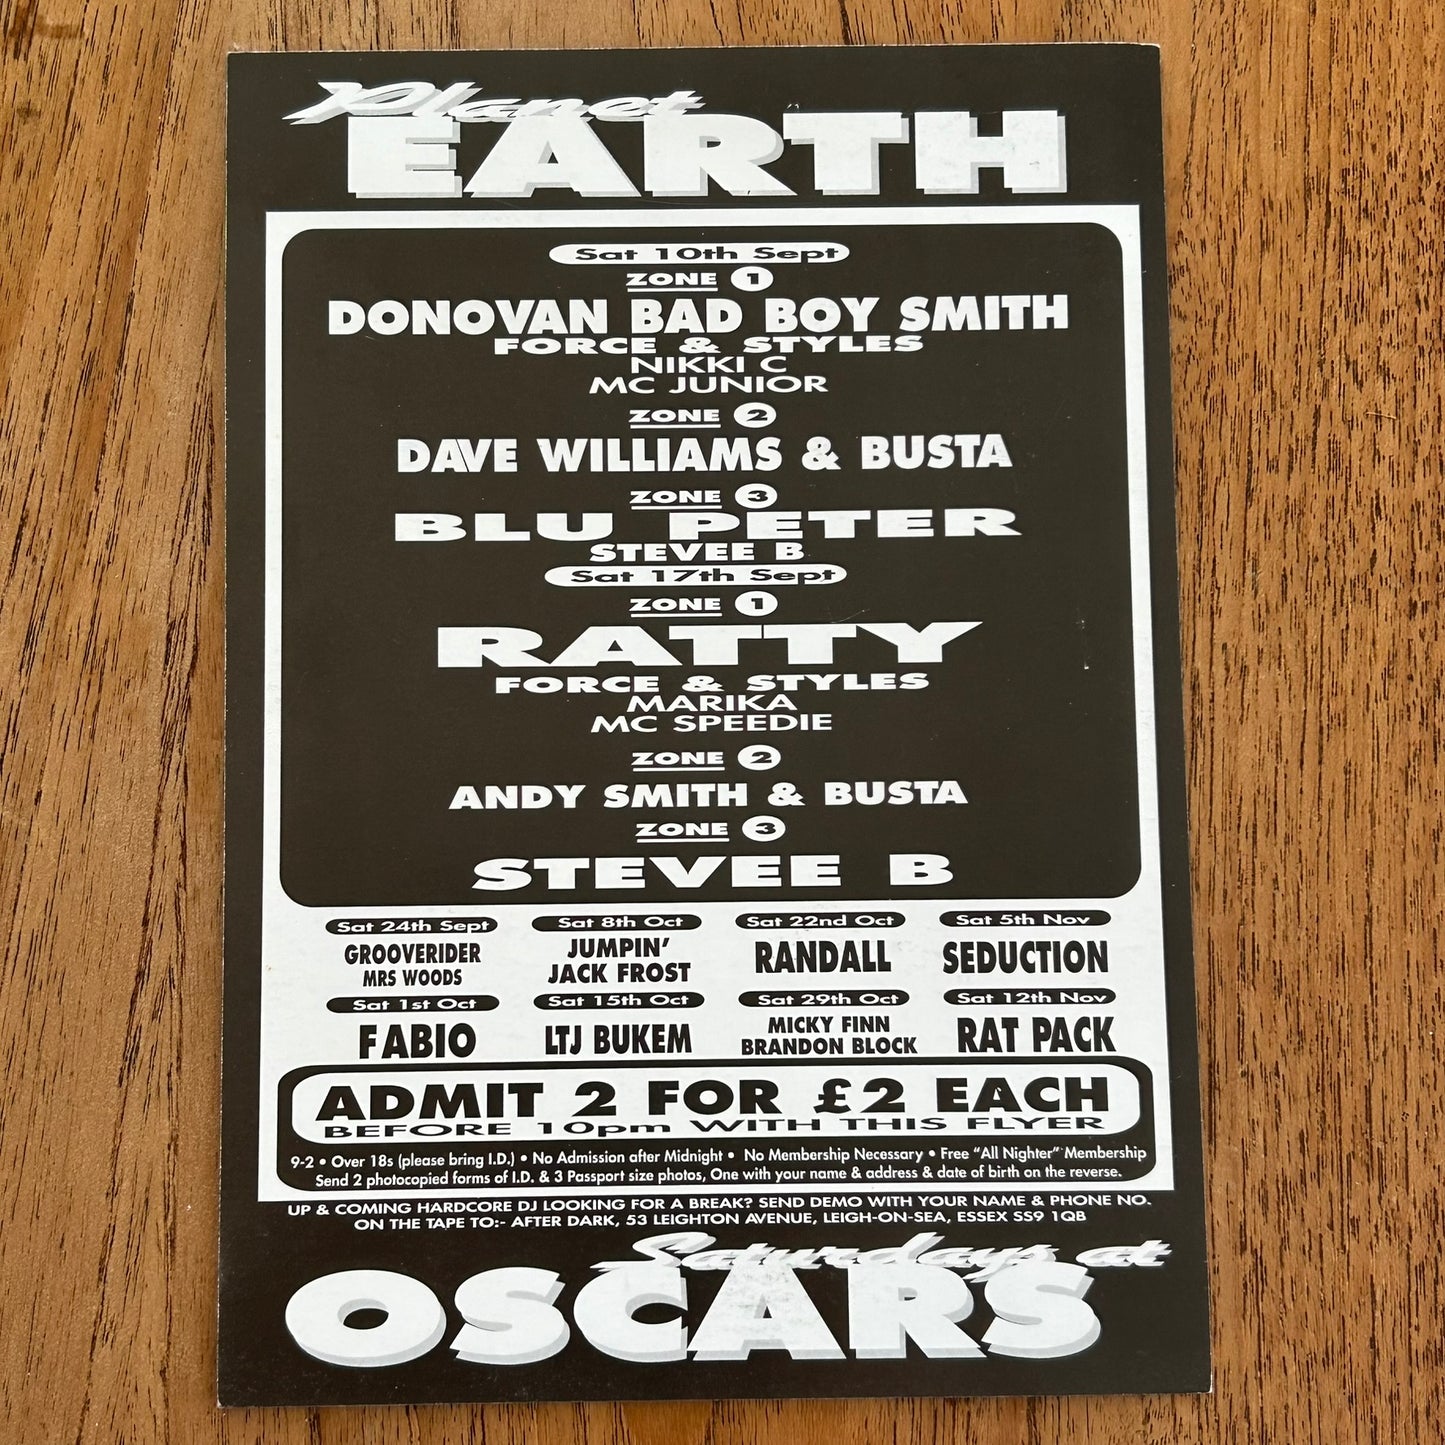 Planet
EARTH
Sat 10th Sept
ZONE 1
DONOVAN BAD BOY SMITH
FORCE & STYLES
NIKKI C
MC JUNIOR
ZONE 2
DAVE WILLIAMS & BUSTA
ZONE 3
BLU PETER
STEVEE B
Sat 17th Sept
ZONE 1
RATTY
FORCE & STYLES
MARIKA
MC SPEEDIE
ZONE 2
ANDY SMITH & BUSTA
ZONE 3
STEVEE B
Sat 24th Sept
GROOVERIDER
MRS WOODS
Sat 8th Oct
JUMPIN'
JACK FROST
Sat 22nd Oct
RANDALL
Sat 5th Nov
SEDUCTION
Sat 1st Oct
FABIO
Sat 15th Oct
LTJ BUKEM
Sat 29th Oct
MICKY FINN
BRANDON BLOCK
Sat 12th Nov
RAT PACK
ADMIT 2 FOR £2 EACH
BEFORE 10pm WITH THIS FLYER
9-2 • Over 18s (please bring I.D.) • No Admission after Midnight • No Membership Necessary • Free "All Nighter" Membership
Send 2 photocopied forms of I.D. & 3 Passport size photos, One with your name & address & date of birth on the reverse.
UP & COMING HARDCORE DJ LOOKING FOR A BREAK? SEND DEMO WITH YOUR NAME & PHONE NO.
ON THE TAPE TO:- AFTER DARK, 53 LEIGHTON AVENUE, LEIGH-ON-SEA, ESSEX SS9 1QB
Saturdays at
OSCARS